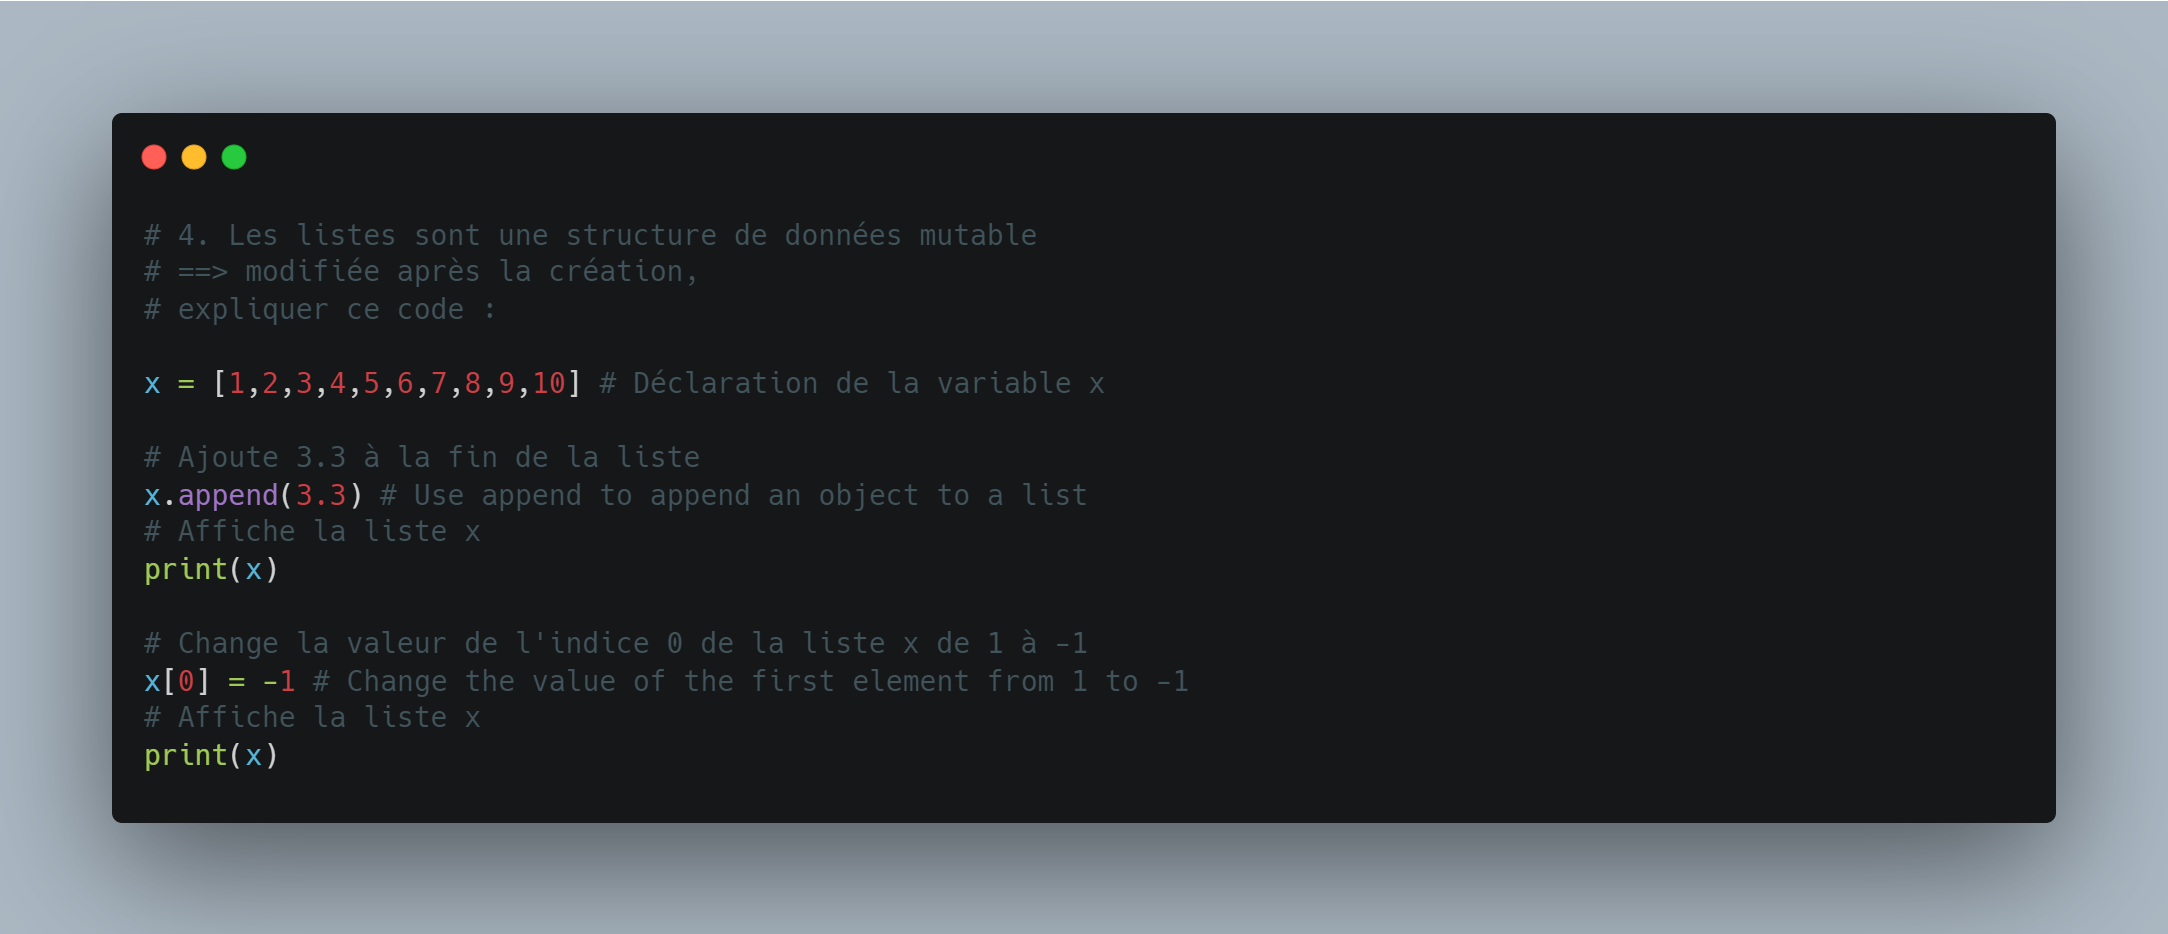 # 4. Les listes sont une structure de données mutable
# ==> modifiée après la création,
# expliquer ce code :
x = [1,2,3,4,5,6,7,8,9,10] # Déclaration de la variable x
# Ajoute 3.3 à la fin de la liste
x.append(3.3) # Use append to append an object to a list
# Affiche la liste x
print(x)
# Change la valeur de l'indice 0 de la liste x de 1 à -1
x[0] = -1 # Change the value of the first element from 1 to -1
# Affiche la liste x
print(x)